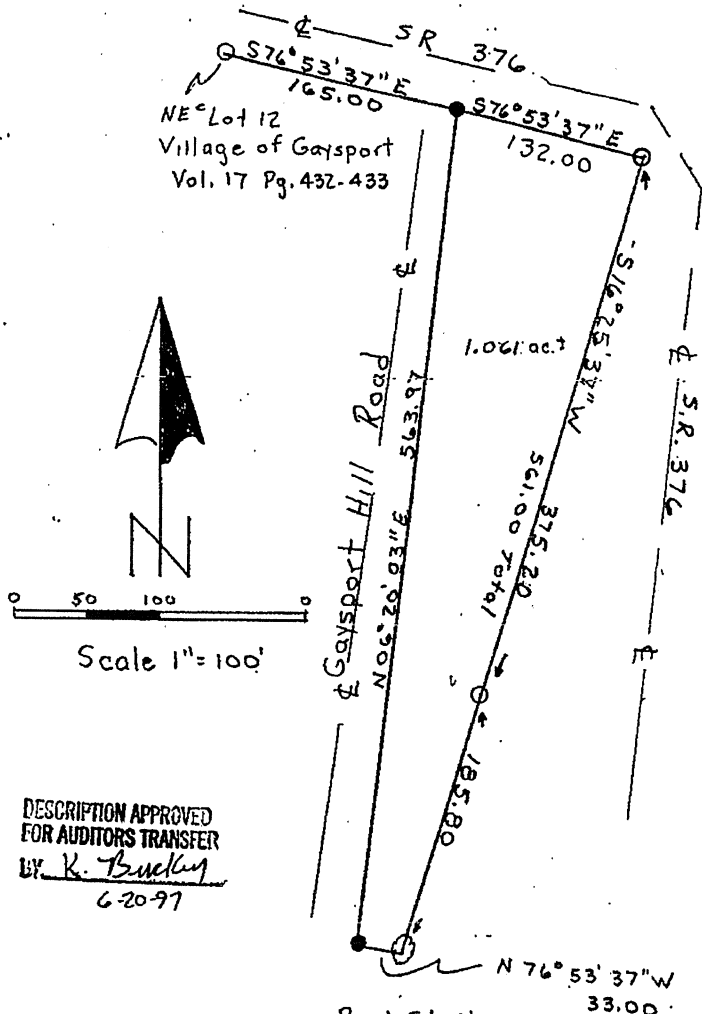 ℄ SR 376
S76°53'37"E
165.00
S76°53'37"E
132.00
NE^c Lot 12
Village of Gaysport
Vol. 17 Pg. 432-433
1.061 ac.±
S16°25'37"W
375.20
561.00 Total
185.80
℄ S.R. 376 ℄
℄ Gaysport Hill Road ℄
N06°20'03"E 563.97
N
0 50 100 0
Scale 1"=100'
DESCRIPTION APPROVED
FOR AUDITORS TRANSFER
BY K. Buckley
6-20-97
N 76°53'37"W
33.00